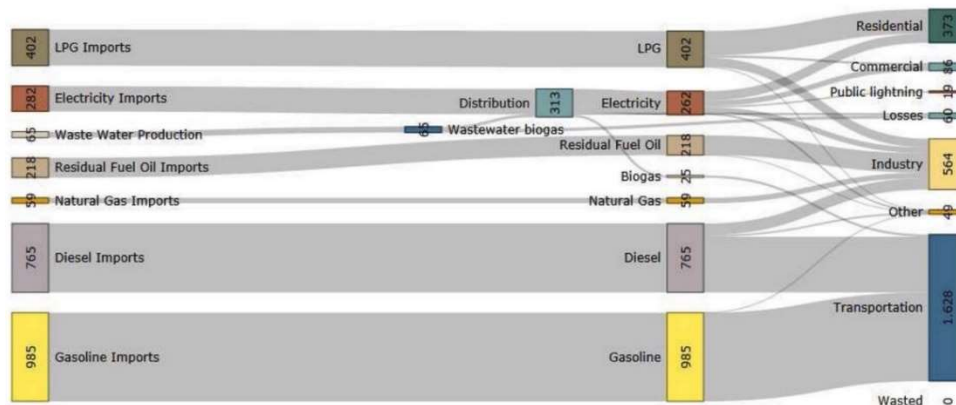 402 LPG Imports
LPG 402
Residential 373
282 Electricity Imports
Distribution 313
Electricity 262
Commercial 86
Public lightning 19
65 Waste Water Production
65 Wastewater biogas
Losses 60
218 Residual Fuel Oil Imports
Residual Fuel Oil 218
Industry 564
Biogas 25
59 Natural Gas Imports
Natural Gas 59
Other 49
765 Diesel Imports
Diesel 765
Transportation 1.628
985 Gasoline Imports
Gasoline 985
Wasted 0